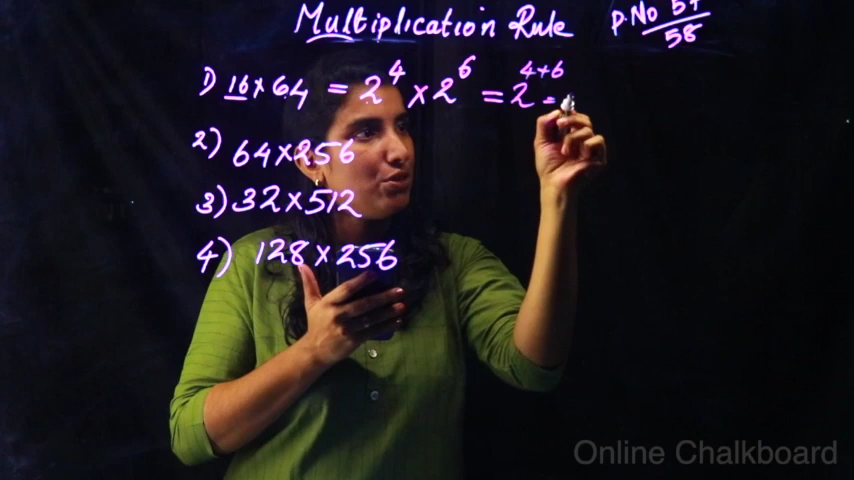 Multiplication Rule
P.No 57/58
1) 16 x 64 = 2^4 x 2^6 = 2^4+6 =
2) 64 x 256
3) 32 x 512
4) 128 x 256
Online Chalkboard